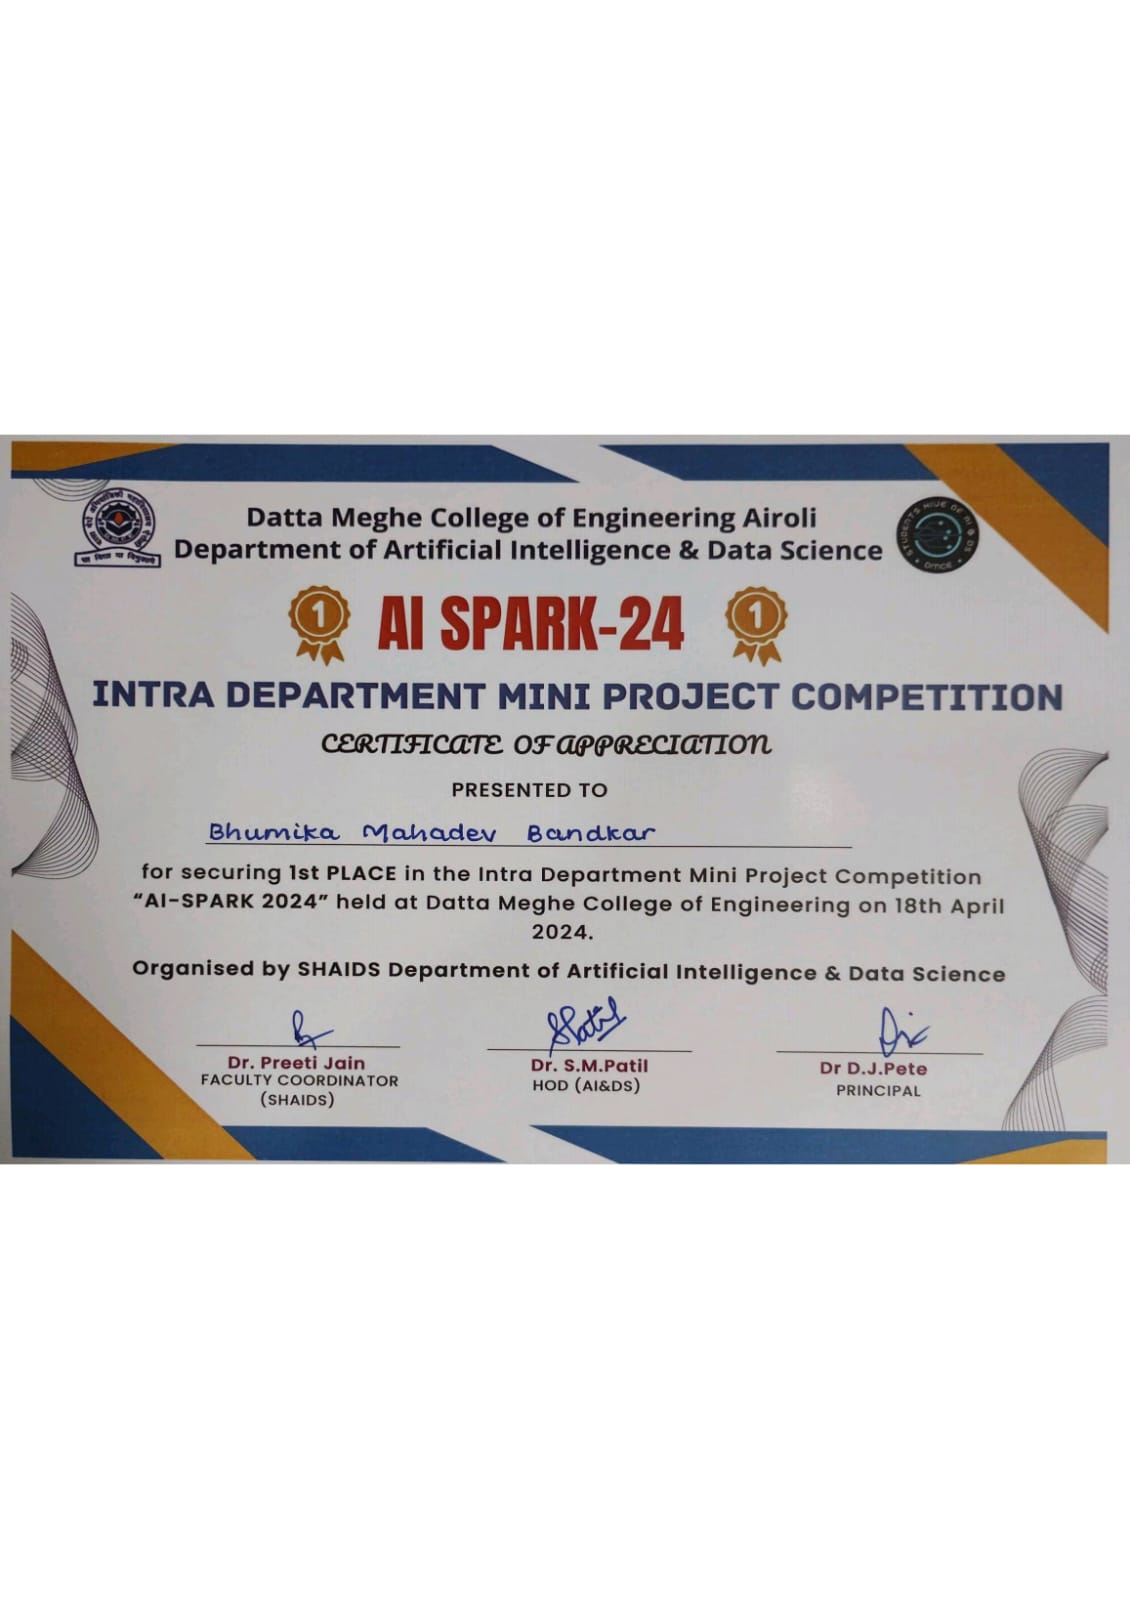 Datta Meghe College of Engineering Airoli
Department of Artificial Intelligence & Data Science
STUDENTS HIVE OF AI & DS
DMCE
1 AI SPARK-24 1
INTRA DEPARTMENT MINI PROJECT COMPETITION
CERTIFICATE OF APPRECIATION
PRESENTED TO
Bhumika Mahadev Bandkar
for securing 1st PLACE in the Intra Department Mini Project Competition
“AI-SPARK 2024” held at Datta Meghe College of Engineering on 18th April
2024.
Organised by SHAIDS Department of Artificial Intelligence & Data Science
SPatil
Dr. Preeti Jain
FACULTY COORDINATOR
(SHAIDS)
Dr. S.M.Patil
HOD (AI&DS)
Dr D.J.Pete
PRINCIPAL